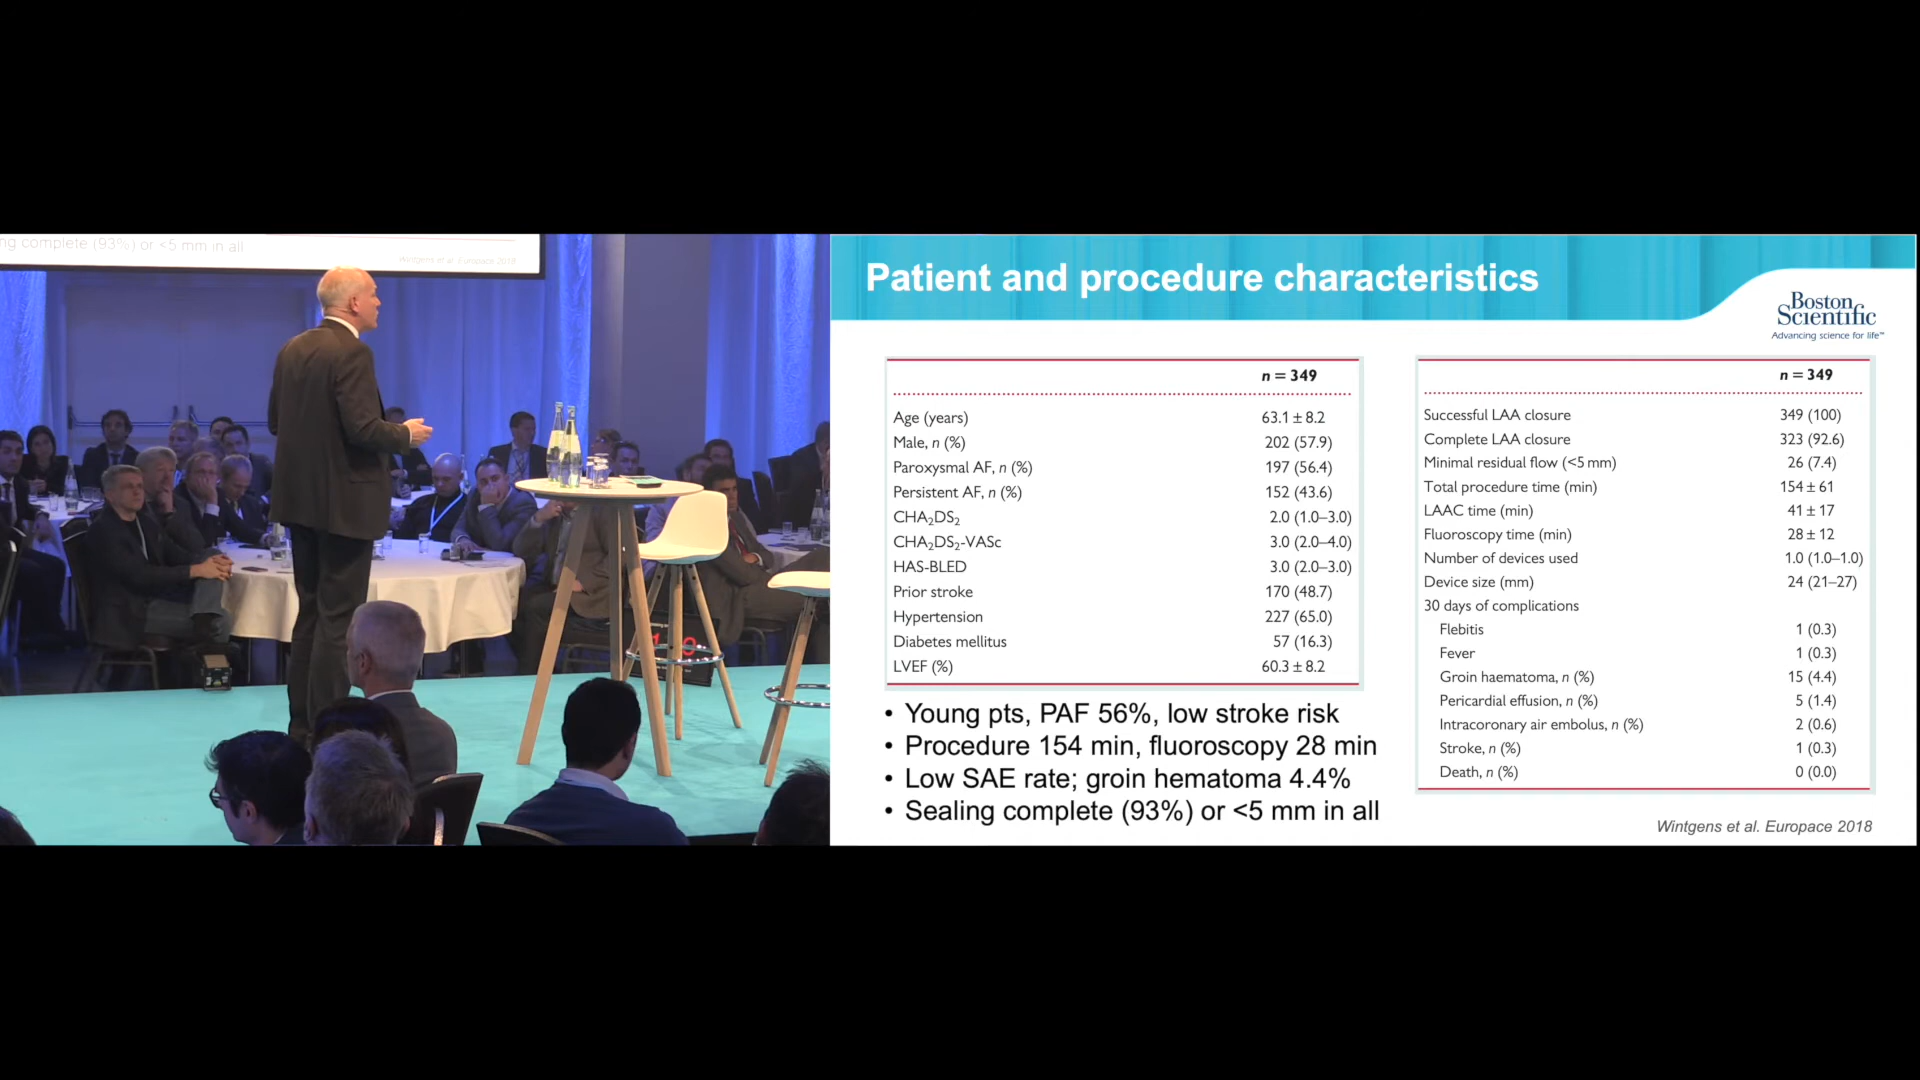 ng complete (93%) or <5 mm in all
Wintgens et al. Europace 2018
Patient and procedure characteristics
Boston
Scientific
Advancing science for life™
n = 349
Age (years) 63.1 ± 8.2
Male, n (%) 202 (57.9)
Paroxysmal AF, n (%) 197 (56.4)
Persistent AF, n (%) 152 (43.6)
CHA₂DS₂ 2.0 (1.0–3.0)
CHA₂DS₂-VASc 3.0 (2.0–4.0)
HAS-BLED 3.0 (2.0–3.0)
Prior stroke 170 (48.7)
Hypertension 227 (65.0)
Diabetes mellitus 57 (16.3)
LVEF (%) 60.3 ± 8.2
• Young pts, PAF 56%, low stroke risk
• Procedure 154 min, fluoroscopy 28 min
• Low SAE rate; groin hematoma 4.4%
• Sealing complete (93%) or <5 mm in all
n = 349
Successful LAA closure 349 (100)
Complete LAA closure 323 (92.6)
Minimal residual flow (<5 mm) 26 (7.4)
Total procedure time (min) 154 ± 61
LAAC time (min) 41 ± 17
Fluoroscopy time (min) 28 ± 12
Number of devices used 1.0 (1.0–1.0)
Device size (mm) 24 (21–27)
30 days of complications
Flebitis 1 (0.3)
Fever 1 (0.3)
Groin haematoma, n (%) 15 (4.4)
Pericardial effusion, n (%) 5 (1.4)
Intracoronary air embolus, n (%) 2 (0.6)
Stroke, n (%) 1 (0.3)
Death, n (%) 0 (0.0)
Wintgens et al. Europace 2018